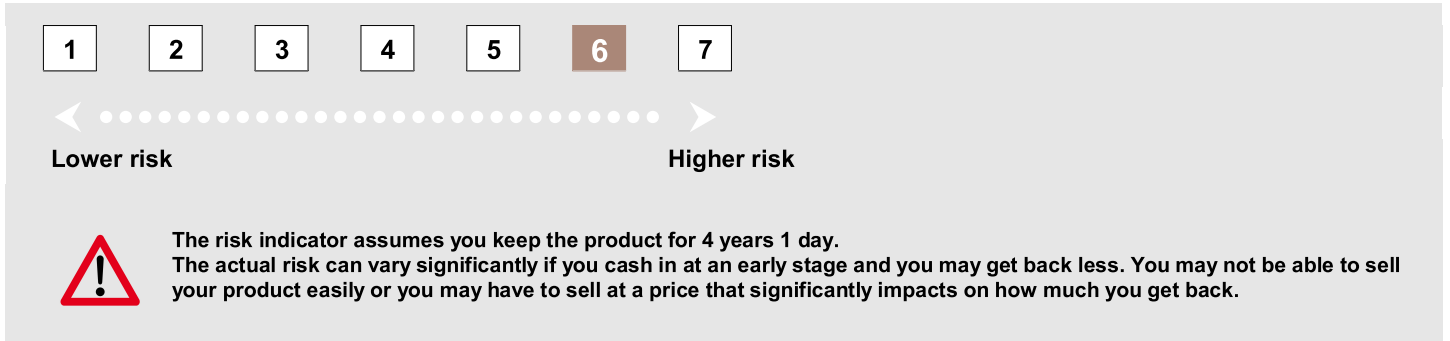 1 2 3 4 5 6 7
Lower risk Higher risk
The risk indicator assumes you keep the product for 4 years 1 day.
The actual risk can vary significantly if you cash in at an early stage and you may get back less. You may not be able to sell
your product easily or you may have to sell at a price that significantly impacts on how much you get back.